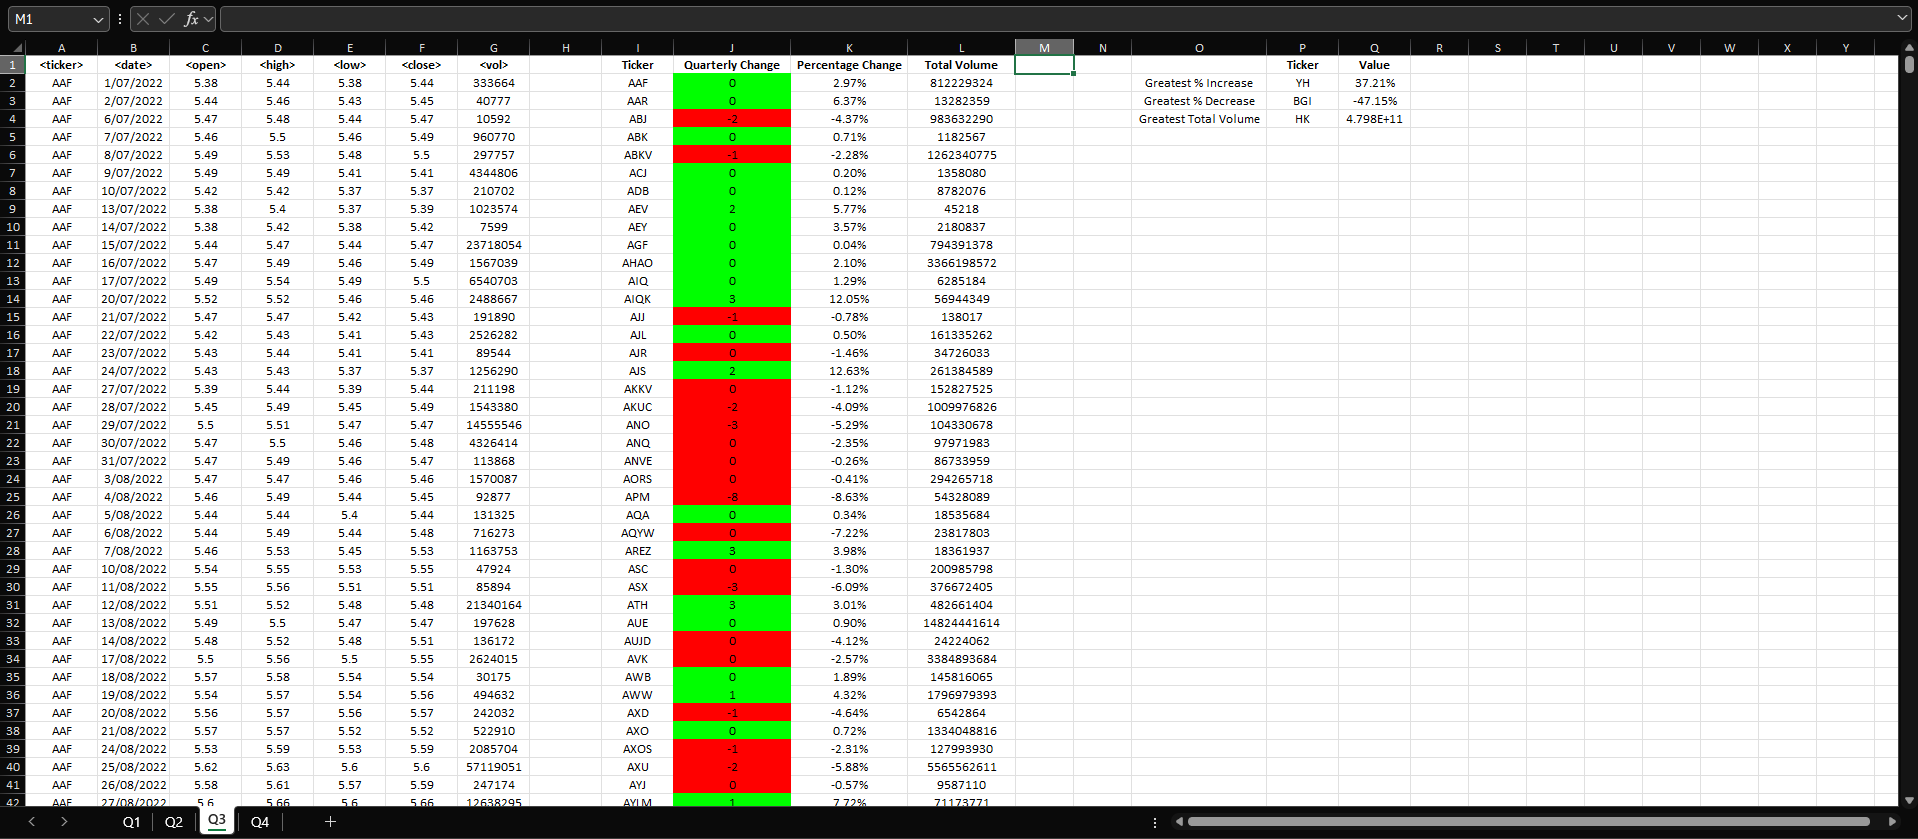 M1
fx
A B C D E F G H I J K L M N O P Q R S T U V W X Y
1 <ticker> <date> <open> <high> <low> <close> <vol> Ticker Quarterly Change Percentage Change Total Volume Ticker Value
2 AAF 1/07/2022 5.38 5.44 5.38 5.44 333664 AAF 0 2.97% 812229324 Greatest % Increase YH 37.21%
3 AAF 2/07/2022 5.44 5.46 5.43 5.45 40777 AAR 0 6.37% 13282359 Greatest % Decrease BGI -47.15%
4 AAF 6/07/2022 5.47 5.48 5.44 5.47 10592 ABJ -2 -4.37% 983632290 Greatest Total Volume HK 4.798E+11
5 AAF 7/07/2022 5.46 5.5 5.46 5.49 960770 ABK 0 0.71% 1182567
6 AAF 8/07/2022 5.49 5.53 5.48 5.5 297757 ABKV -1 -2.28% 1262340775
7 AAF 9/07/2022 5.49 5.49 5.41 5.41 4344806 ACJ 0 0.20% 1358080
8 AAF 10/07/2022 5.42 5.42 5.37 5.37 210702 ADB 0 0.12% 8782076
9 AAF 13/07/2022 5.38 5.4 5.37 5.39 1023574 AEV 2 5.77% 45218
10 AAF 14/07/2022 5.38 5.42 5.38 5.42 7599 AEY 0 3.57% 2180837
11 AAF 15/07/2022 5.44 5.47 5.44 5.47 23718054 AGF 0 0.04% 794391378
12 AAF 16/07/2022 5.47 5.49 5.46 5.49 1567039 AHAO 0 2.10% 3366198572
13 AAF 17/07/2022 5.49 5.54 5.49 5.5 6540703 AIQ 0 1.29% 6285184
14 AAF 20/07/2022 5.52 5.52 5.46 5.46 2488667 AIQK 3 12.05% 56944349
15 AAF 21/07/2022 5.47 5.47 5.42 5.43 191890 AJJ -1 -0.78% 138017
16 AAF 22/07/2022 5.42 5.43 5.41 5.43 2526282 AJL 0 0.50% 161335262
17 AAF 23/07/2022 5.43 5.44 5.41 5.41 89544 AJR 0 -1.46% 34726033
18 AAF 24/07/2022 5.43 5.43 5.37 5.37 1256290 AJS 2 12.63% 261384589
19 AAF 27/07/2022 5.39 5.44 5.39 5.44 211198 AKKV 0 -1.12% 152827525
20 AAF 28/07/2022 5.45 5.49 5.45 5.49 1543380 AKUC -2 -4.09% 1009976826
21 AAF 29/07/2022 5.5 5.51 5.47 5.47 14555546 ANO -3 -5.29% 104330678
22 AAF 30/07/2022 5.47 5.5 5.46 5.48 4326414 ANQ 0 -2.35% 97971983
23 AAF 31/07/2022 5.47 5.49 5.46 5.47 113868 ANVE 0 -0.26% 86733959
24 AAF 3/08/2022 5.47 5.47 5.46 5.46 1570087 AORS 0 -0.41% 294265718
25 AAF 4/08/2022 5.46 5.49 5.44 5.45 92877 APM -8 -8.63% 54328089
26 AAF 5/08/2022 5.44 5.44 5.4 5.44 131325 AQA 0 0.34% 18535684
27 AAF 6/08/2022 5.44 5.49 5.44 5.48 716273 AQYW 0 -7.22% 23817803
28 AAF 7/08/2022 5.46 5.53 5.45 5.53 1163753 AREZ 3 3.98% 18361937
29 AAF 10/08/2022 5.54 5.55 5.53 5.55 47924 ASC 0 -1.30% 200985798
30 AAF 11/08/2022 5.55 5.56 5.51 5.51 85894 ASX -3 -6.09% 376672405
31 AAF 12/08/2022 5.51 5.52 5.48 5.48 21340164 ATH 3 3.01% 482661404
32 AAF 13/08/2022 5.49 5.5 5.47 5.47 197628 AUE 0 0.90% 14824441614
33 AAF 14/08/2022 5.48 5.52 5.48 5.51 136172 AUJD 0 -4.12% 24224062
34 AAF 17/08/2022 5.5 5.56 5.5 5.55 2624015 AVK 0 -2.57% 3384893684
35 AAF 18/08/2022 5.57 5.58 5.54 5.54 30175 AWB 0 1.89% 145816065
36 AAF 19/08/2022 5.54 5.57 5.54 5.56 494632 AWW 1 4.32% 1796979393
37 AAF 20/08/2022 5.56 5.57 5.56 5.57 242032 AXD -1 -4.64% 6542864
38 AAF 21/08/2022 5.57 5.57 5.52 5.52 522910 AXO 0 0.72% 1334048816
39 AAF 24/08/2022 5.53 5.59 5.53 5.59 2085704 AXOS -1 -2.31% 127993930
40 AAF 25/08/2022 5.62 5.63 5.6 5.6 57119051 AXU -2 -5.88% 5565562611
41 AAF 26/08/2022 5.58 5.61 5.57 5.59 247174 AYJ 0 -0.57% 9587110
42 AAF 27/08/2022 5.6 5.66 5.6 5.66 12638295 AYLM 1 7.72% 71173771
Q1 Q2 Q3 Q4 +